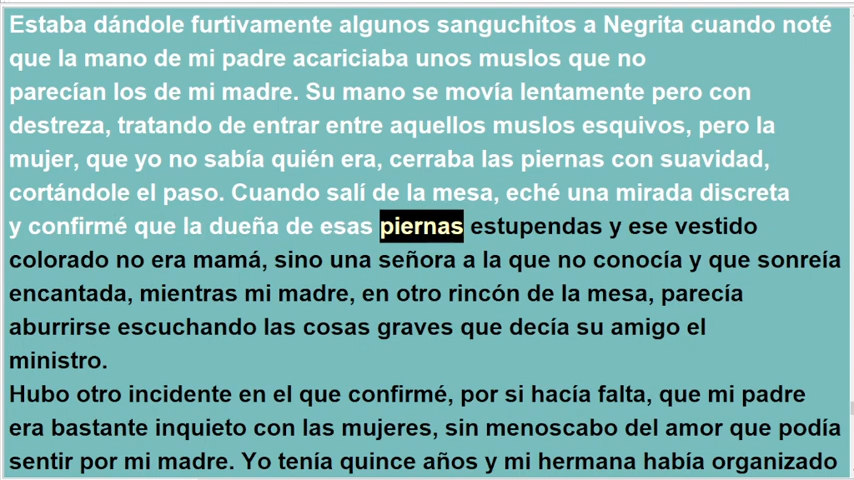 Estaba dándole furtivamente algunos sanguchitos a Negrita cuando noté
que la mano de mi padre acariciaba unos muslos que no
parecían los de mi madre. Su mano se movía lentamente pero con
destreza, tratando de entrar entre aquellos muslos esquivos, pero la
mujer, que yo no sabía quién era, cerraba las piernas con suavidad,
cortándole el paso. Cuando salí de la mesa, eché una mirada discreta
y confirmé que la dueña de esas piernas estupendas y ese vestido
colorado no era mamá, sino una señora a la que no conocía y que sonreía
encantada, mientras mi madre, en otro rincón de la mesa, parecía
aburrirse escuchando las cosas graves que decía su amigo el
ministro.
Hubo otro incidente en el que confirmé, por si hacía falta, que mi padre
era bastante inquieto con las mujeres, sin menoscabo del amor que podía
sentir por mi madre. Yo tenía quince años y mi hermana había organizado